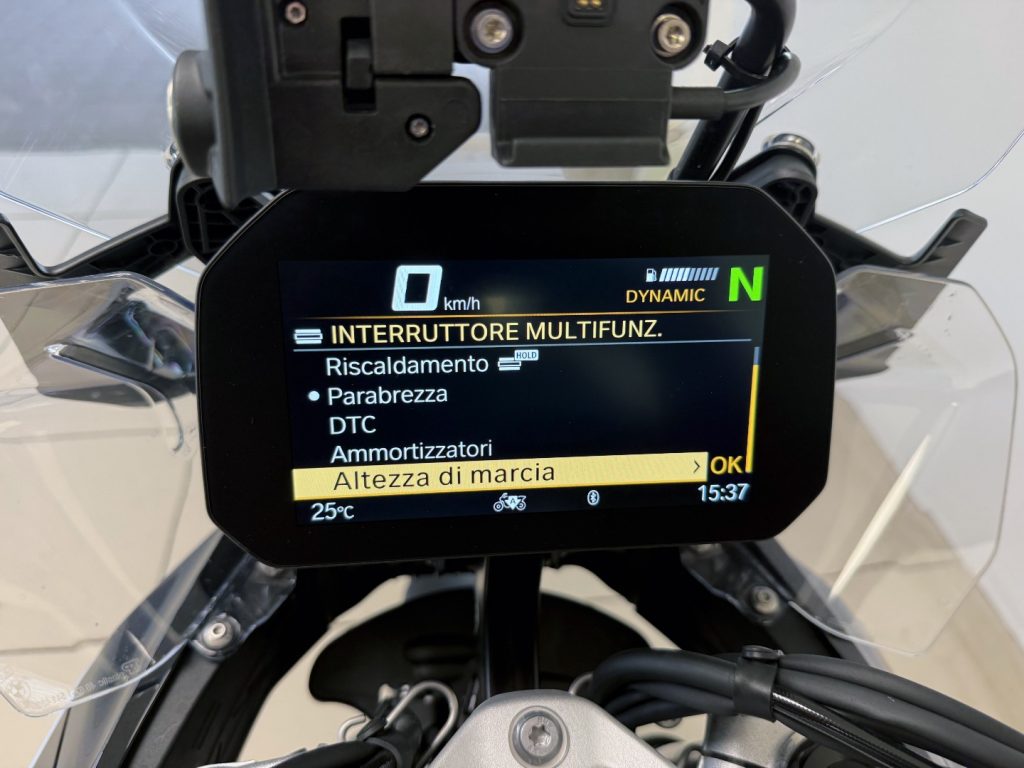 0 km/h
DYNAMIC N
INTERRUTTORE MULTIFUNZ.
Riscaldamento HOLD
Parabrezza
DTC
Ammortizzatori
Altezza di marcia OK
25°C A 15:37